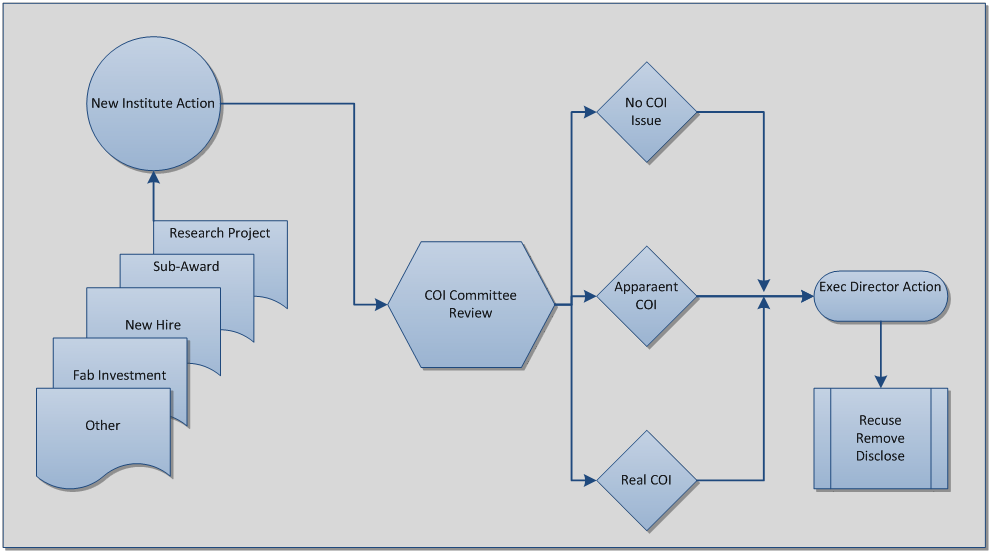 New Institute Action
Research Project
Sub-Award
New Hire
Fab Investment
Other
COI Committee
Review
No COI
Issue
Apparaent
COI
Real COI
Exec Director Action
Recuse
Remove
Disclose